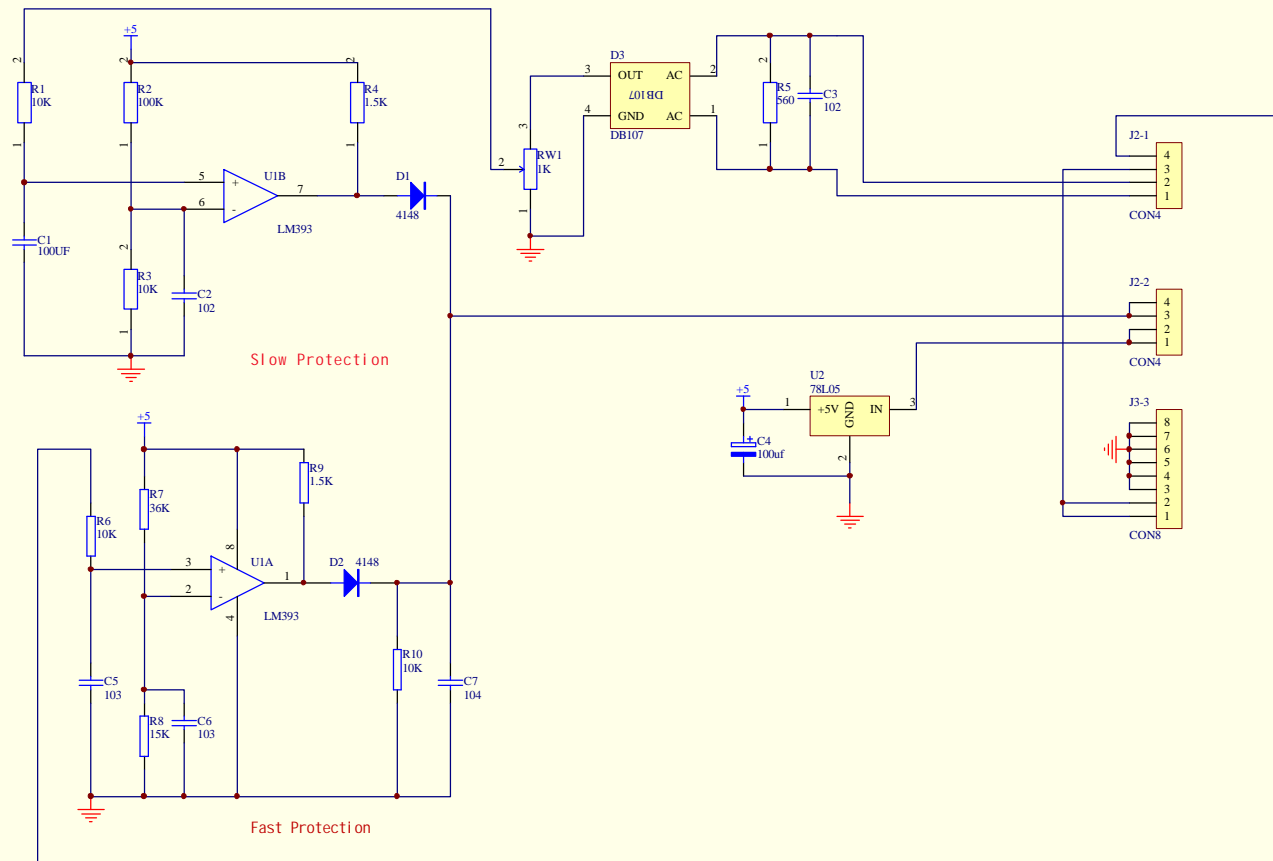 +5
2
R1
10K
1
2
R2
100K
1
2
R4
1.5K
1
5
+
6
-
U1B
7
LM393
D1
4148
C1
100UF
2
R3
10K
1
C2
102
Slow Protection
D3
3
OUT
AC
2
DB107
4
GND
AC
1
DB107
3
2
RW1
1K
1
2
R5
560
1
C3
102
J2-1
4
3
2
1
CON4
J2-2
4
3
2
1
CON4
U2
78L05
+5
1
+5V
GND
IN
3
2
C4
+
100uf
J3-3
8
7
6
5
4
3
2
1
CON8
+5
R7
36K
R9
1.5K
R6
10K
8
3
+
2
-
U1A
1
4
LM393
D2
4148
C5
103
R8
15K
C6
103
R10
10K
C7
104
Fast Protection